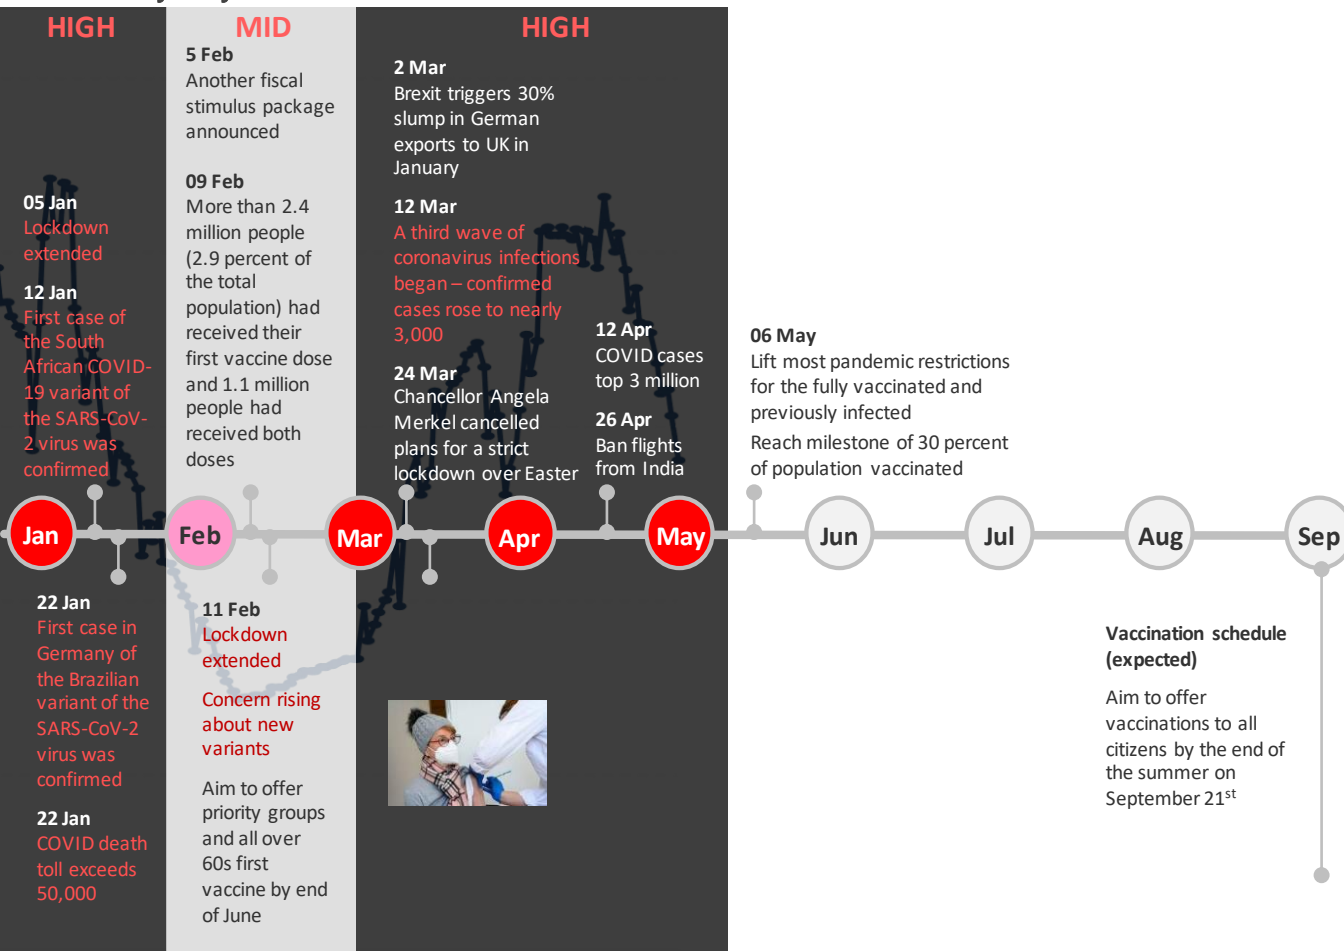 HIGH
MID
HIGH
05 Jan
Lockdown
extended
12 Jan
First case of
the South
African COVID-
19 variant of
the SARS-CoV-
2 virus was
confirmed
5 Feb
Another fiscal
stimulus package
announced
09 Feb
More than 2.4
million people
(2.9 percent of
the total
population) had
received their
first vaccine dose
and 1.1 million
people had
received both
doses
2 Mar
Brexit triggers 30%
slump in German
exports to UK in
January
12 Mar
A third wave of
coronavirus infections
began – confirmed
cases rose to nearly
3,000
24 Mar
Chancellor Angela
Merkel cancelled
plans for a strict
lockdown over Easter
12 Apr
COVID cases
top 3 million
26 Apr
Ban flights
from India
06 May
Lift most pandemic restrictions
for the fully vaccinated and
previously infected
Reach milestone of 30 percent
of population vaccinated
Jan
Feb
Mar
Apr
May
Jun
Jul
Aug
Sep
22 Jan
First case in
Germany of
the Brazilian
variant of the
SARS-CoV-2
virus was
confirmed
22 Jan
COVID death
toll exceeds
50,000
11 Feb
Lockdown
extended
Concern rising
about new
variants
Aim to offer
priority groups
and all over
60s first
vaccine by end
of June
Vaccination schedule
(expected)
Aim to offer
vaccinations to all
citizens by the end of
the summer on
September 21st